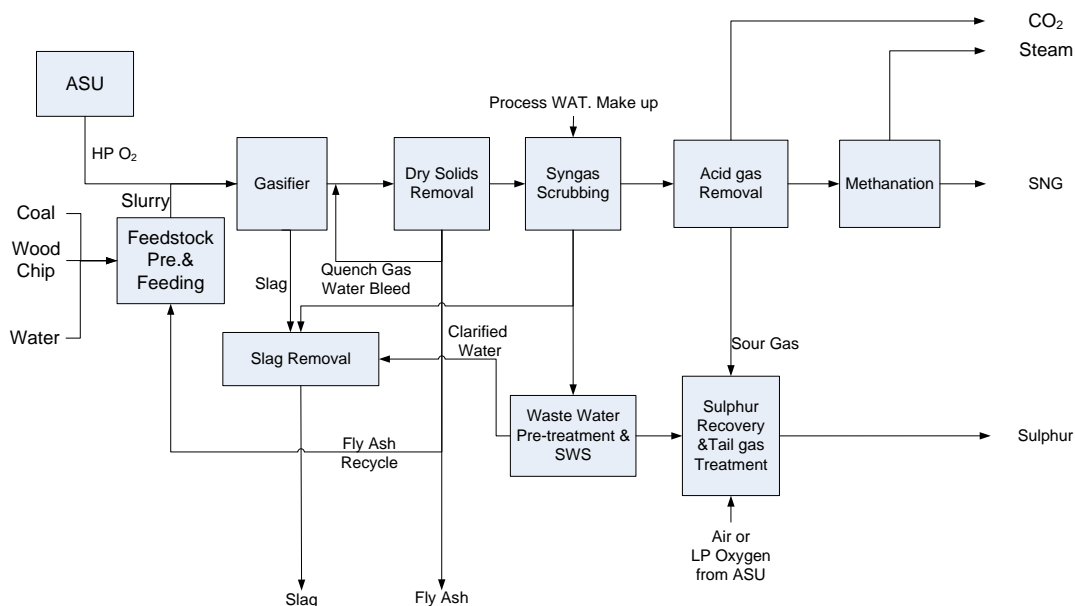 CO₂
Steam
ASU
Process WAT. Make up
HP O₂
Gasifier
Dry Solids
Removal
Syngas
Scrubbing
Acid gas
Removal
Methanation
SNG
Slurry
Coal
Wood
Chip
Water
Feedstock
Pre.&
Feeding
Slag
Quench Gas
Water Bleed
Slag Removal
Clarified
Water
Sour Gas
Waste Water
Pre-treatment &
SWS
Sulphur
Recovery
&Tail gas
Treatment
Sulphur
Fly Ash
Recycle
Air or
LP Oxygen
from ASU
Slag
Fly Ash